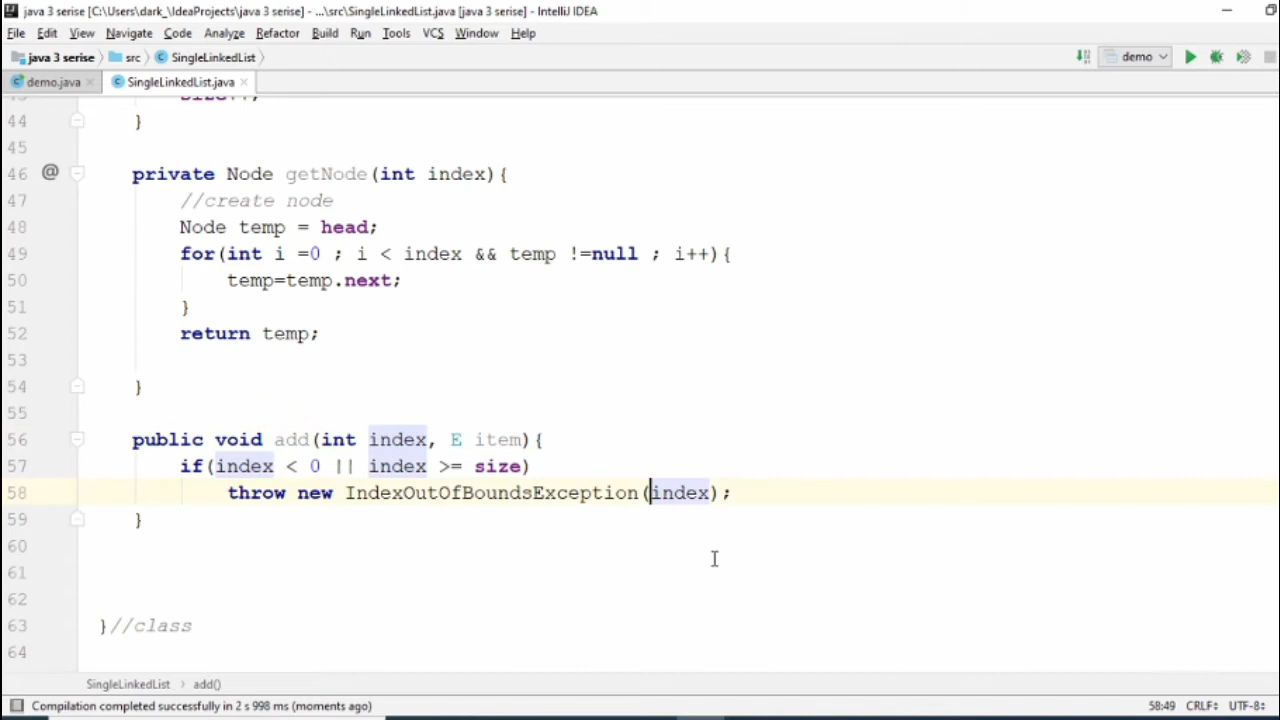 java 3 serise [C:\Users\dark_\IdeaProjects\java 3 serise] - ...\src\SingleLinkedList.java [java 3 serise] - IntelliJ IDEA
File Edit View Navigate Code Analyze Refactor Build Run Tools VCS Window Help
java 3 serise src SingleLinkedList demo
demo.java SingleLinkedList.java
44 }
45
46 @ private Node getNode(int index){
47 //create node
48 Node temp = head;
49 for(int i =0 ; i < index && temp !=null ; i++){
50 temp=temp.next;
51 }
52 return temp;
53
54 }
55
56 public void add(int index, E item){
57 if(index < 0 || index >= size)
58 throw new IndexOutOfBoundsException(index);
59 }
60
61
62
63 }//class
64
SingleLinkedList › add()
Compilation completed successfully in 2 s 998 ms (moments ago) 58:49 CRLF UTF-8